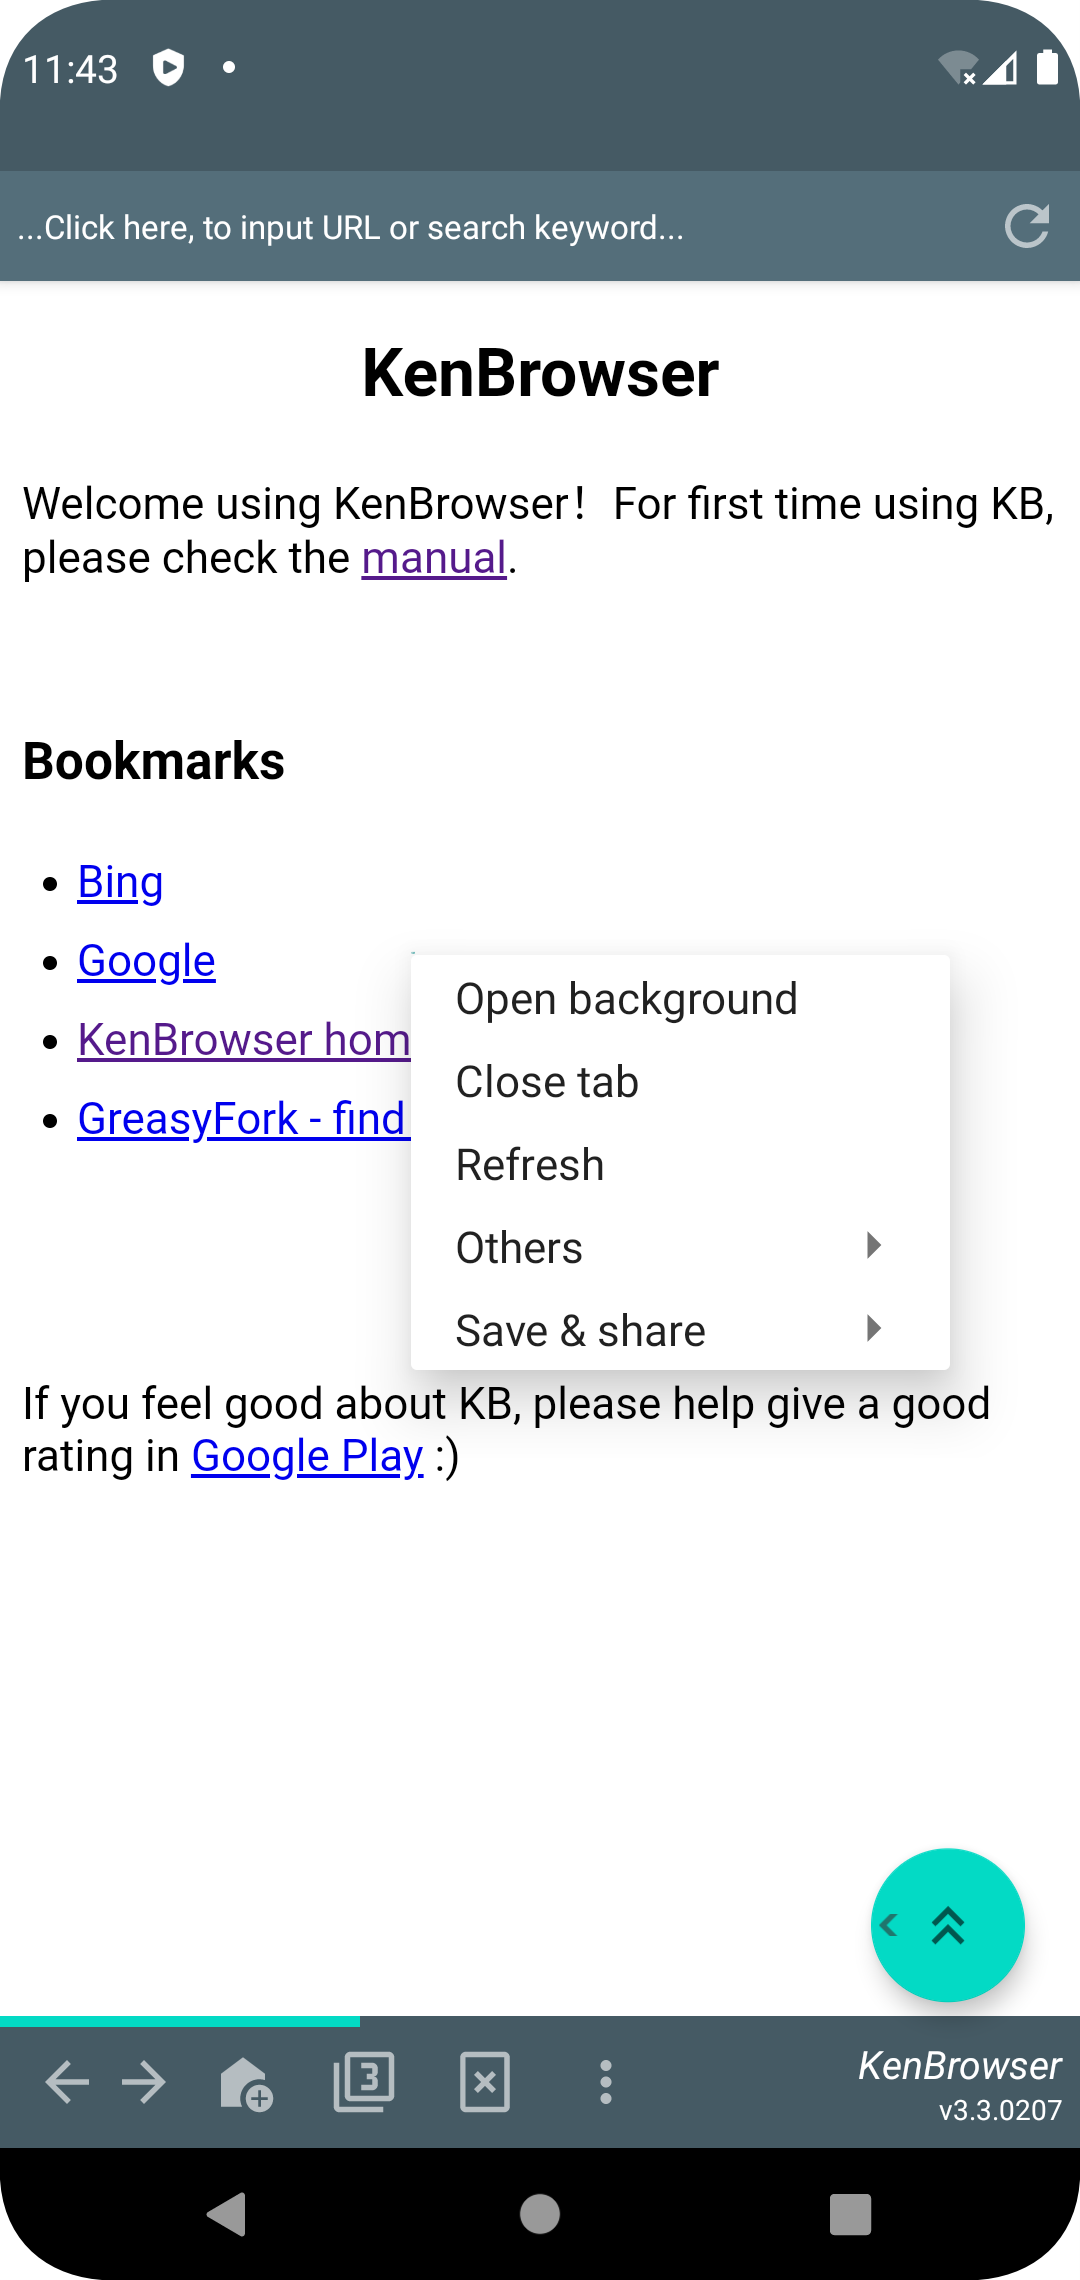 11:43
...Click here, to input URL or search keyword...
KenBrowser
Welcome using KenBrowser！For first time using KB,
please check the manual.
Bookmarks
Bing
Google
KenBrowser hom
GreasyFork - find
Open background
Close tab
Refresh
Others
Save & share
If you feel good about KB, please help give a good
rating in Google Play :)
3
KenBrowser
v3.3.0207